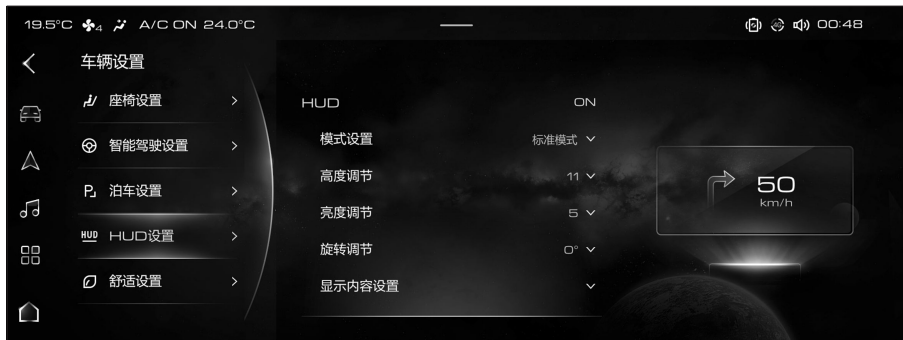 19.5°C 4 A/C ON 24.0°C 4G 00:48
车辆设置
座椅设置
智能驾驶设置
P 泊车设置
HUD HUD设置
舒适设置
HUD ON
模式设置 标准模式
高度调节 11
亮度调节 5
旋转调节 0°
显示内容设置
50
km/h